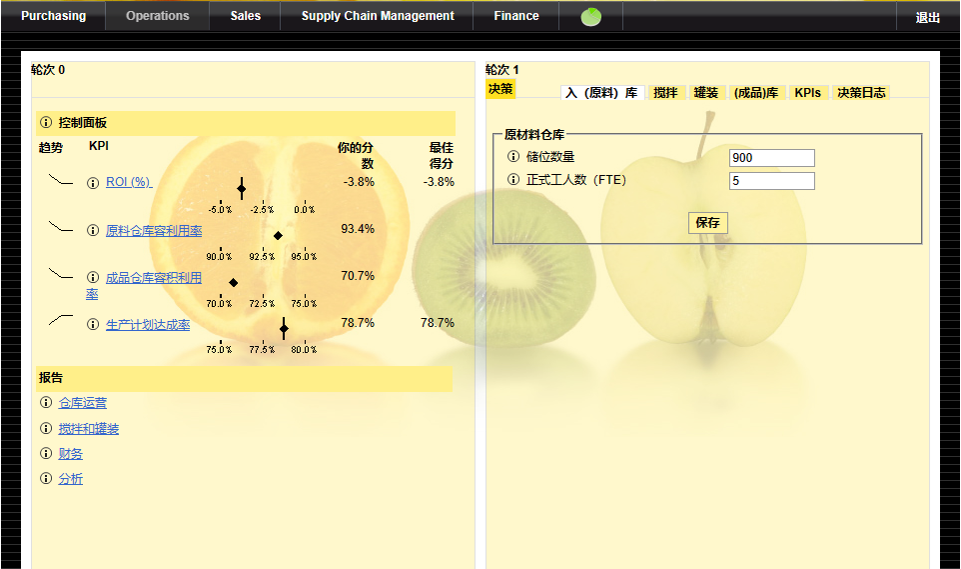 Purchasing Operations Sales Supply Chain Management Finance 退出
轮次 0
控制面板
趋势 KPI 你的分数 最佳得分
ROI (%) -3.8% -3.8%
-5.0% -2.5% 0.0%
原料仓库容利用率 93.4%
90.0% 92.5% 95.0%
成品仓库容积利用率 70.7%
70.0% 72.5% 75.0%
生产计划达成率 78.7% 78.7%
75.0% 77.5% 80.0%
报告
仓库运营
搅拌和罐装
财务
分析
轮次 1
决策
入（原料）库 搅拌 罐装 (成品)库 KPIs 决策日志
原材料仓库
储位数量 900
正式工人数（FTE） 5
保存